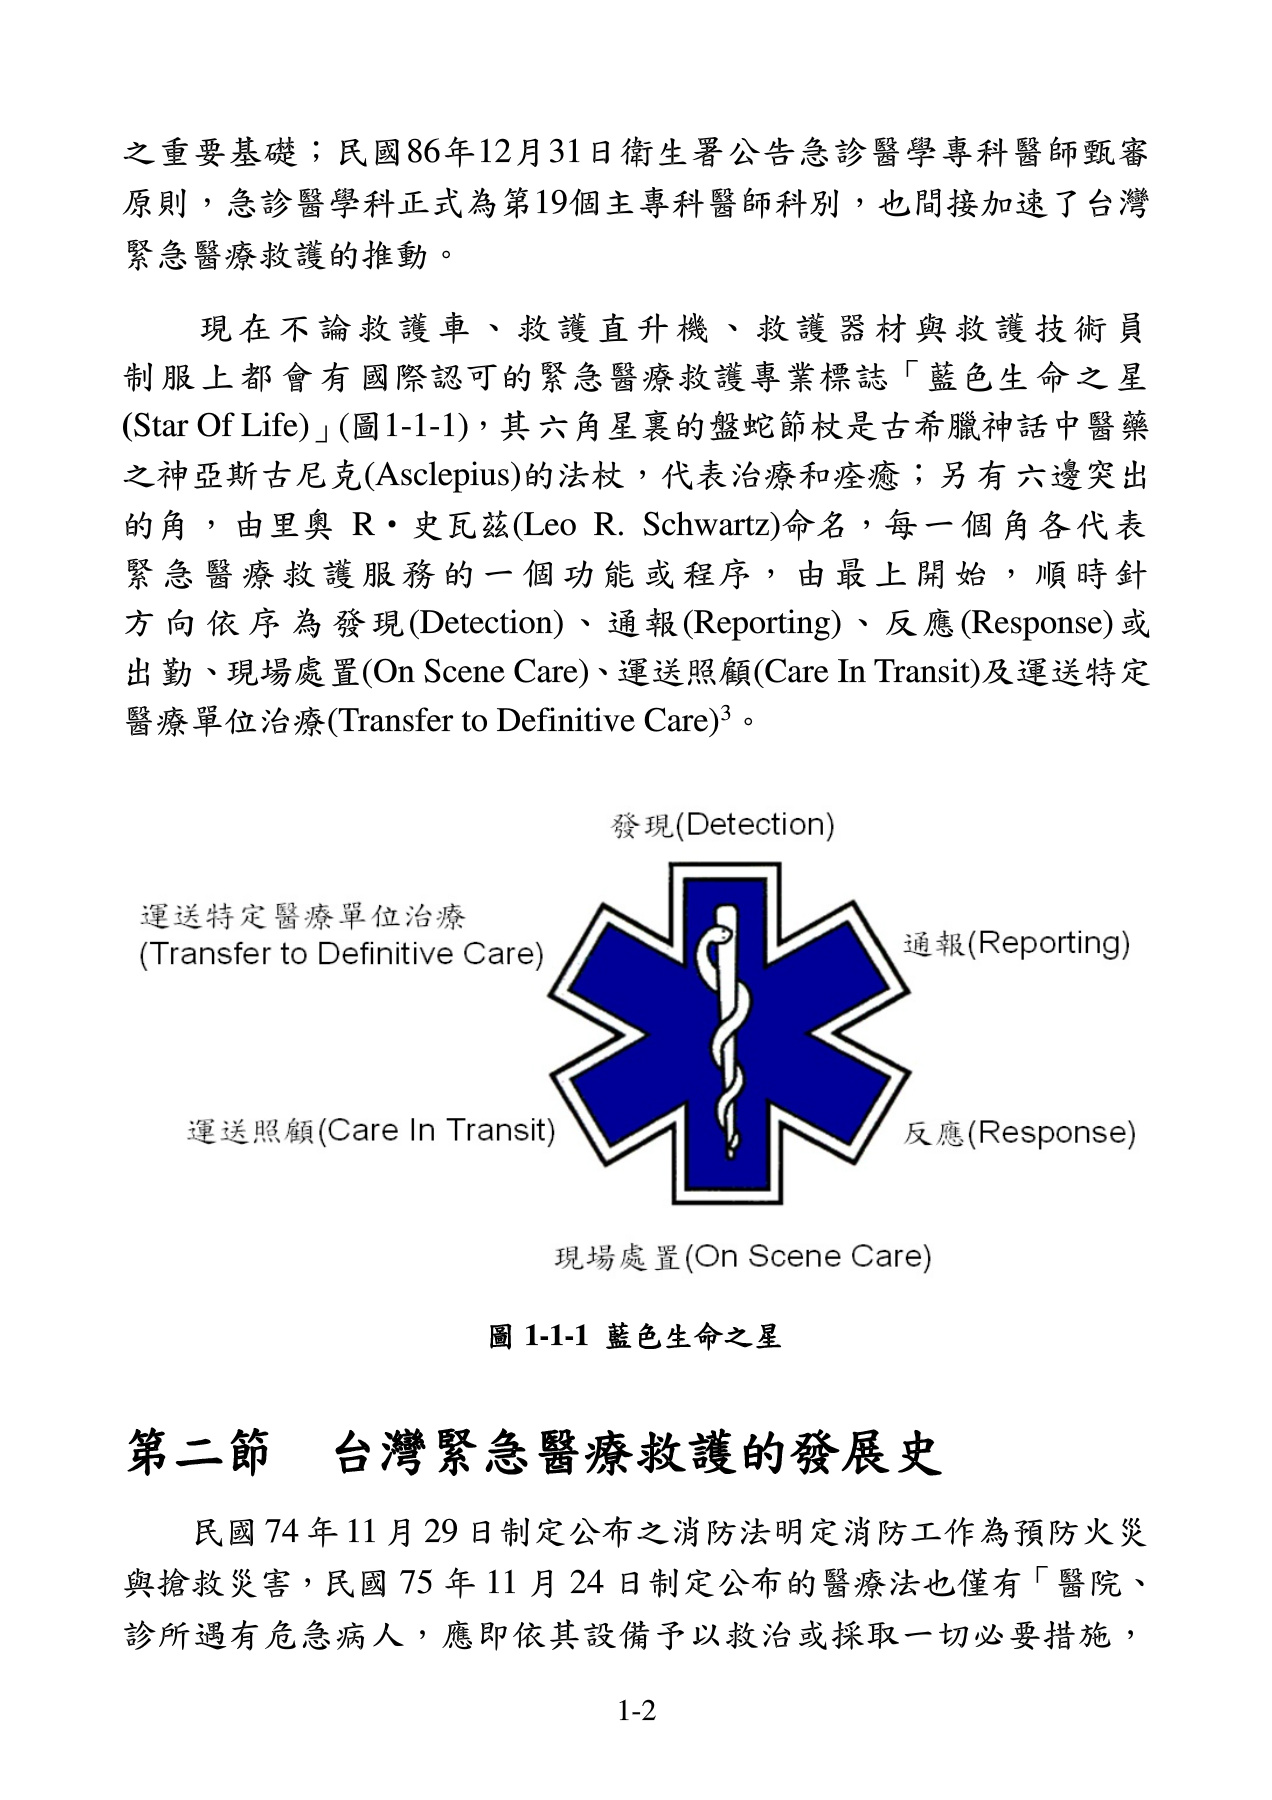 之重要基礎；民國86年12月31日衛生署公告急診醫學專科醫師甄審
原則，急診醫學科正式為第19個主專科醫師科別，也間接加速了台灣
緊急醫療救護的推動。
現在不論救護車、救護直升機、救護器材與救護技術員
制服上都會有國際認可的緊急醫療救護專業標誌「藍色生命之星
(Star Of Life)」(圖1-1-1)，其六角星裏的盤蛇節杖是古希臘神話中醫藥
之神亞斯古尼克(Asclepius)的法杖，代表治療和痊癒；另有六邊突出
的角，由里奧 R‧史瓦茲(Leo R. Schwartz)命名，每一個角各代表
緊急醫療救護服務的一個功能或程序，由最上開始，順時針
方向依序為發現(Detection)、通報(Reporting)、反應(Response)或
出勤、現場處置(On Scene Care)、運送照顧(Care In Transit)及運送特定
醫療單位治療(Transfer to Definitive Care)3。
發現(Detection)
運送特定醫療單位治療
(Transfer to Definitive Care)
通報(Reporting)
運送照顧(Care In Transit)
反應(Response)
現場處置(On Scene Care)
圖 1-1-1 藍色生命之星
第二節 台灣緊急醫療救護的發展史
民國 74 年 11 月 29 日制定公布之消防法明定消防工作為預防火災
與搶救災害，民國 75 年 11 月 24 日制定公布的醫療法也僅有「醫院、
診所遇有危急病人，應即依其設備予以救治或採取一切必要措施，
1-2